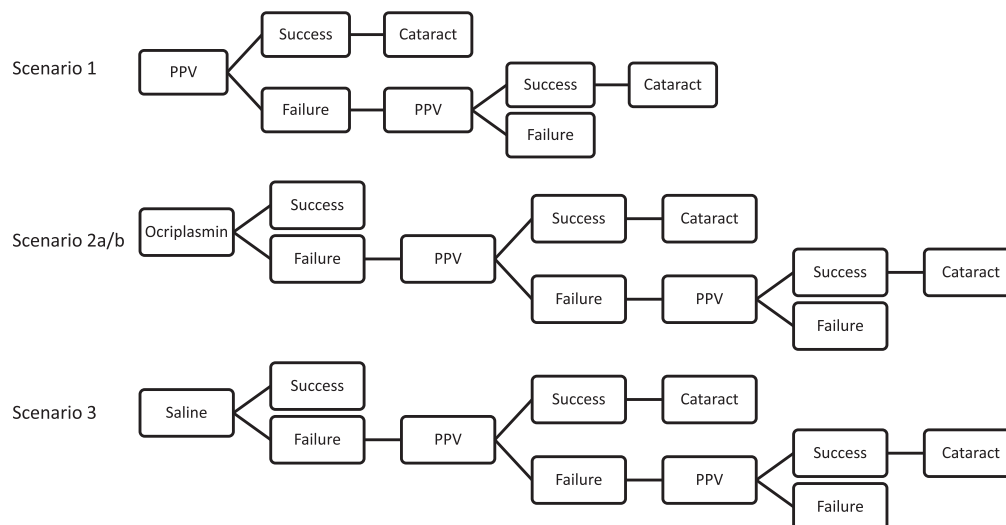 Scenario 1
PPV
Success
Cataract
Failure
PPV
Success
Cataract
Failure
Scenario 2a/b
Ocriplasmin
Success
Failure
PPV
Success
Cataract
Failure
PPV
Success
Cataract
Failure
Scenario 3
Saline
Success
Failure
PPV
Success
Cataract
Failure
PPV
Success
Cataract
Failure